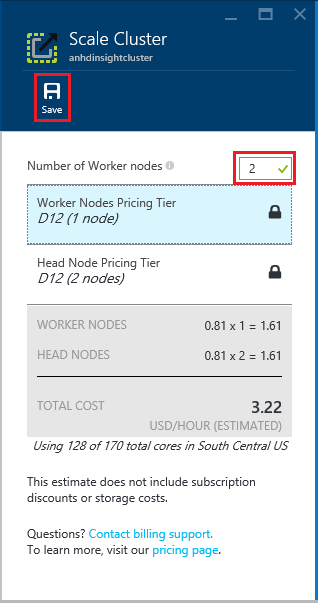 Scale Cluster
anhdinsightcluster
Save
Number of Worker nodes
2
Worker Nodes Pricing Tier
D12 (1 node)
Head Node Pricing Tier
D12 (2 nodes)
WORKER NODES 0.81 x 1 = 1.61
HEAD NODES 0.81 x 2 = 1.61
TOTAL COST 3.22
USD/HOUR (ESTIMATED)
Using 128 of 170 total cores in South Central US
This estimate does not include subscription
discounts or storage costs.
Questions? Contact billing support.
To learn more, visit our pricing page.